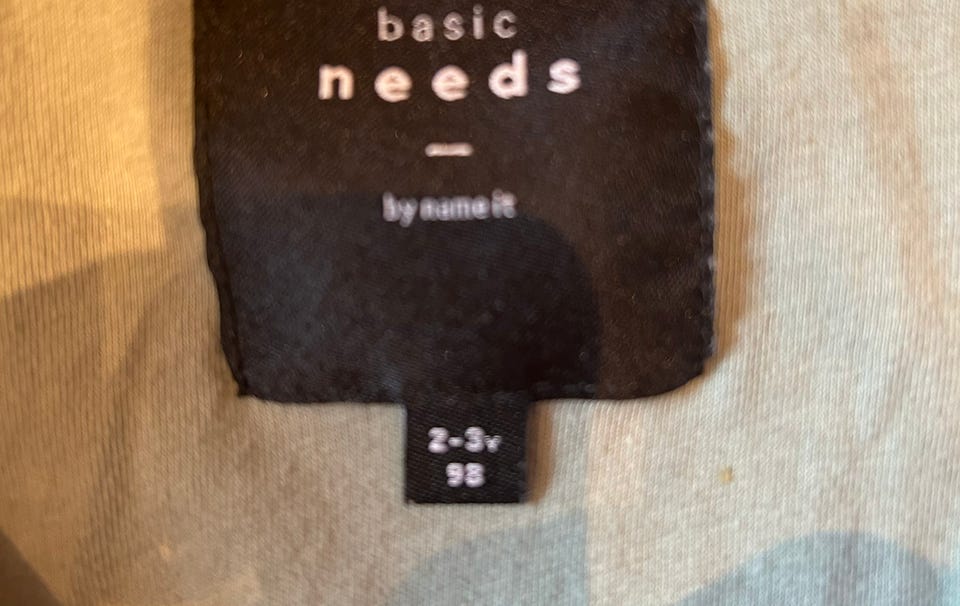 basic
needs
—
by name it
2-3Y
98